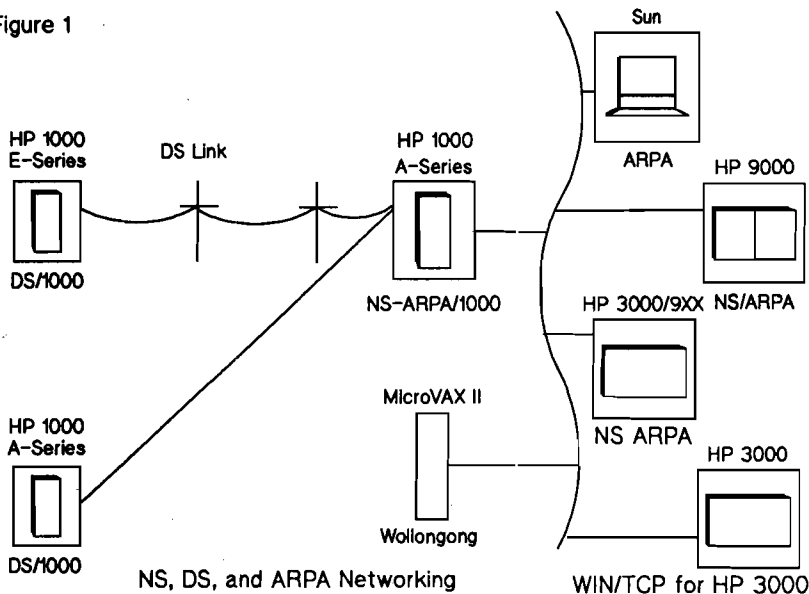 Figure 1
Sun
ARPA
HP 1000
E-Series
DS/1000
DS Link
HP 1000
A-Series
NS-ARPA/1000
HP 9000
NS/ARPA
HP 3000/9XX
NS ARPA
MicroVAX II
Wollongong
HP 1000
A-Series
DS/1000
HP 3000
WIN/TCP for HP 3000
NS, DS, and ARPA Networking